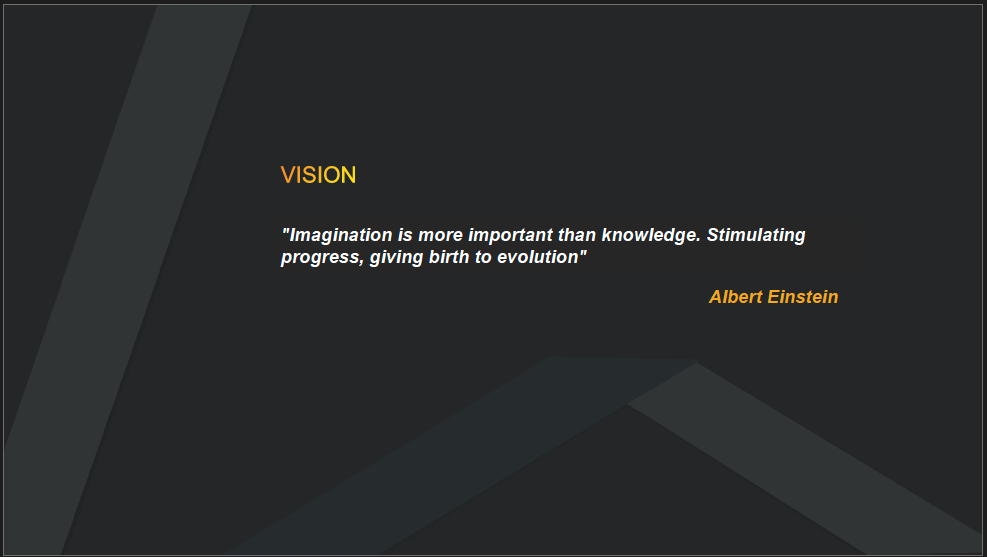 VISION
"Imagination is more important than knowledge. Stimulating
progress, giving birth to evolution"
Albert Einstein